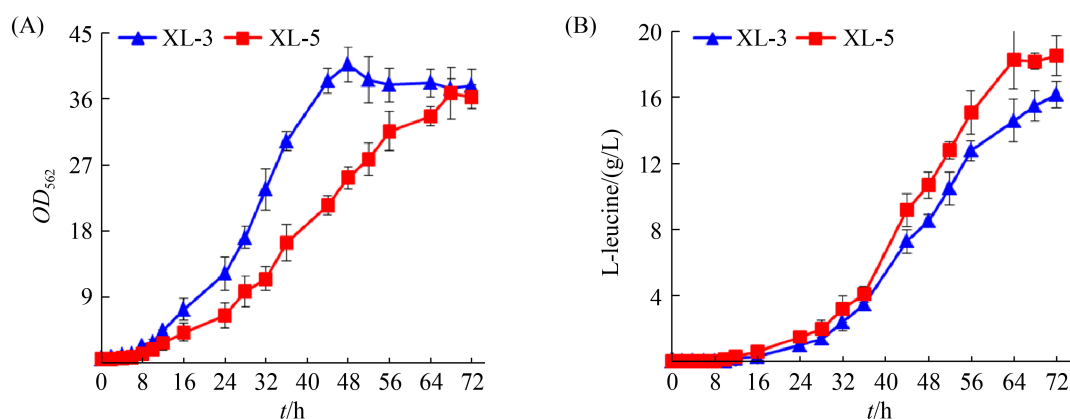 (A)
XL-3 XL-5
45
36
27
18
9
OD562
0 8 16 24 32 40 48 56 64 72
t/h
(B)
XL-3 XL-5
20
16
12
8
4
L-leucine/(g/L)
0 8 16 24 32 40 48 56 64 72
t/h